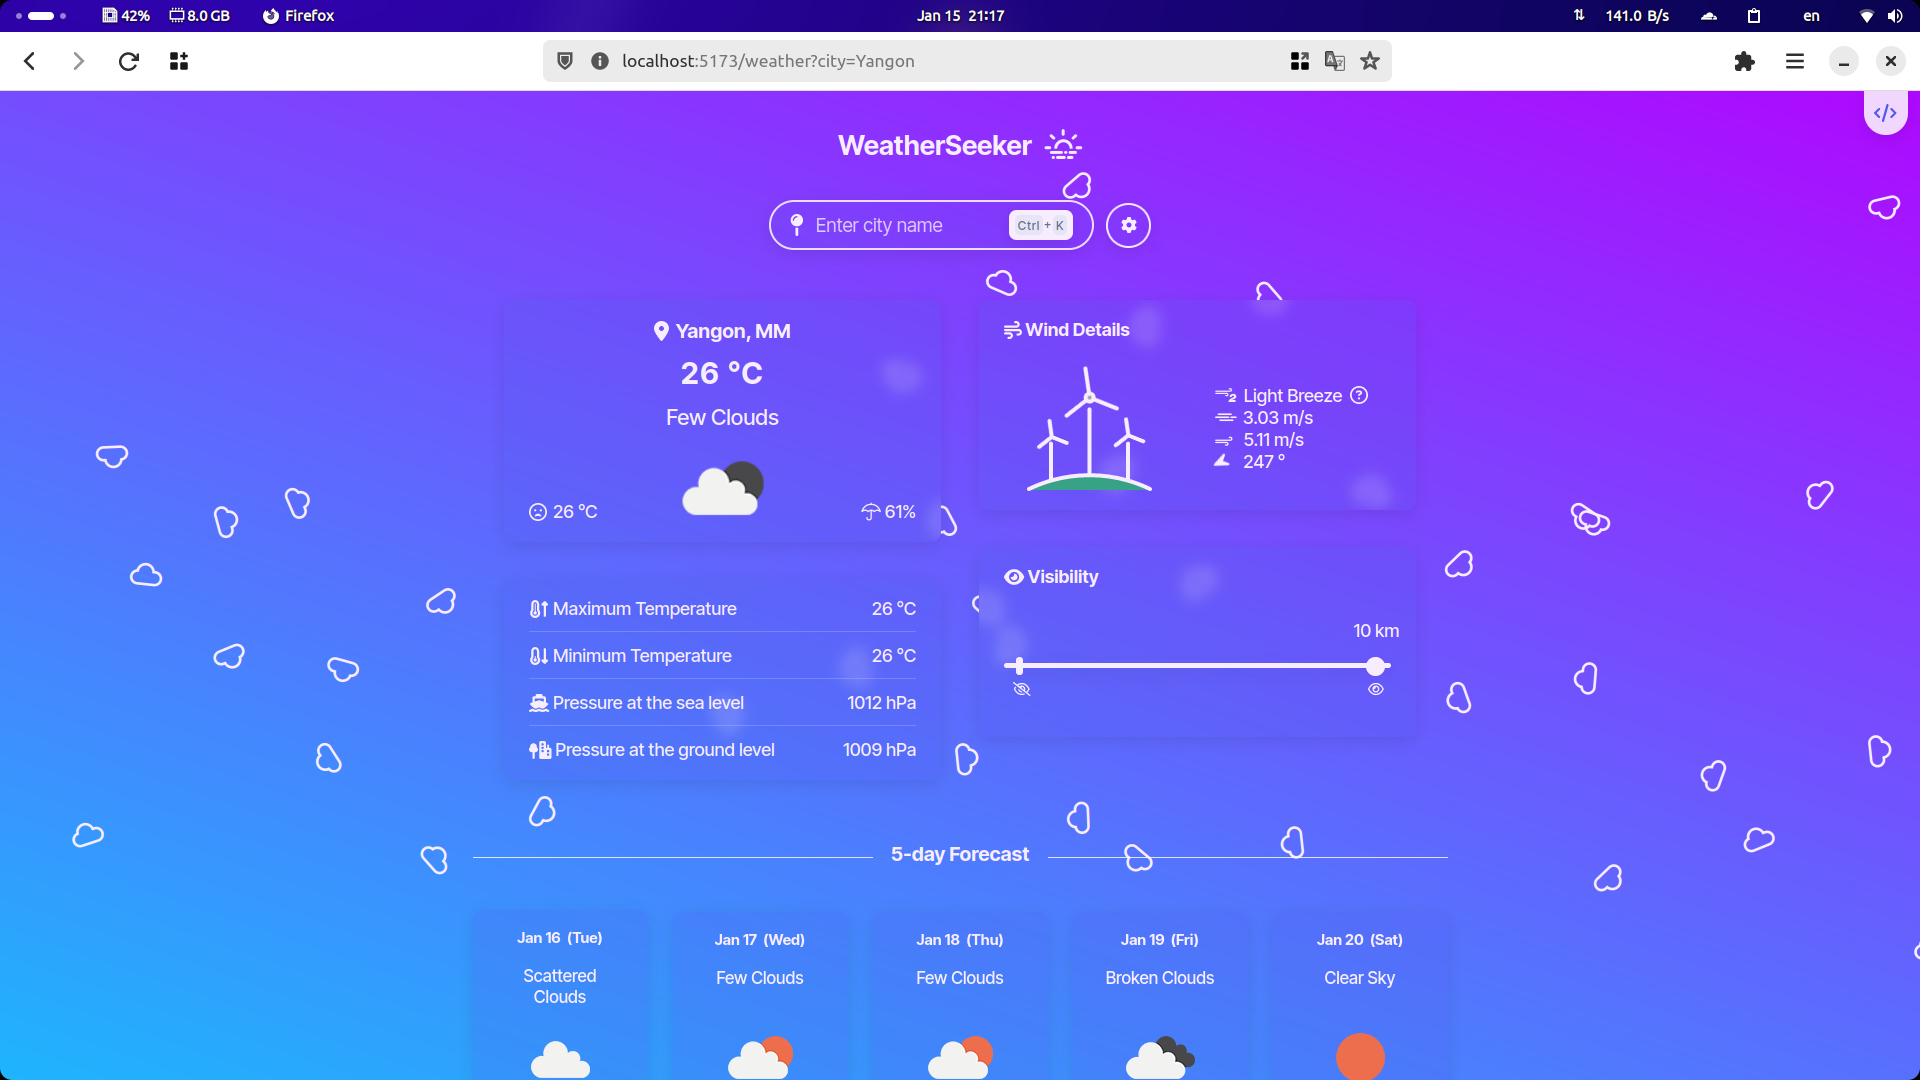 42% 8.0 GB Firefox Jan 15 21:17 141.0 B/s en
localhost:5173/weather?city=Yangon
WeatherSeeker
Enter city name Ctrl + K
Yangon, MM
26 °C
Few Clouds
26 °C 61%
Wind Details
2 Light Breeze ?
3.03 m/s
5.11 m/s
247 °
Maximum Temperature 26 °C
Minimum Temperature 26 °C
Pressure at the sea level 1012 hPa
Pressure at the ground level 1009 hPa
Visibility
10 km
5-day Forecast
Jan 16 (Tue)
Scattered
Clouds
Jan 17 (Wed)
Few Clouds
Jan 18 (Thu)
Few Clouds
Jan 19 (Fri)
Broken Clouds
Jan 20 (Sat)
Clear Sky